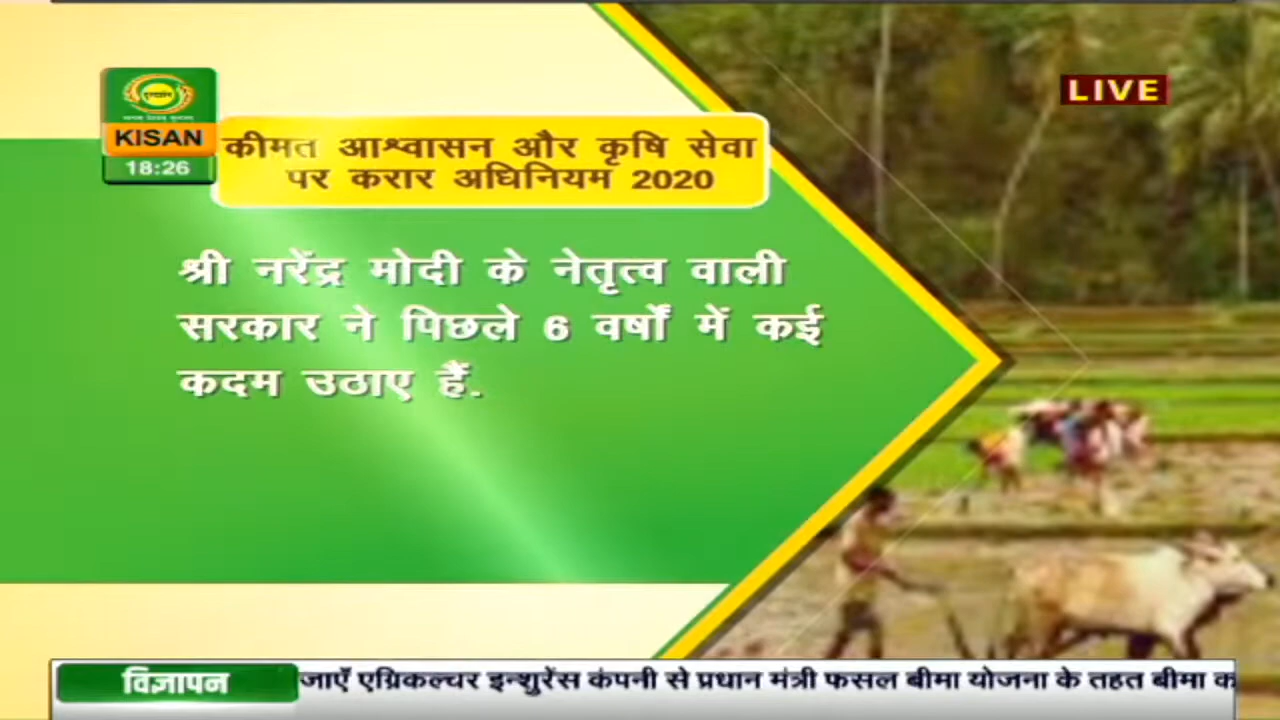 LIVE
KISAN
18:26
कीमत आश्वासन और कृषि सेवा
पर करार अधिनियम 2020
श्री नरेंद्र मोदी के नेतृत्व वाली
सरकार ने पिछले 6 वर्षों में कई
कदम उठाए हैं.
विज्ञापन
जाएँ एग्रिकल्चर इन्शुरेंस कंपनी से प्रधान मंत्री फसल बीमा योजना के तहत बीमा क